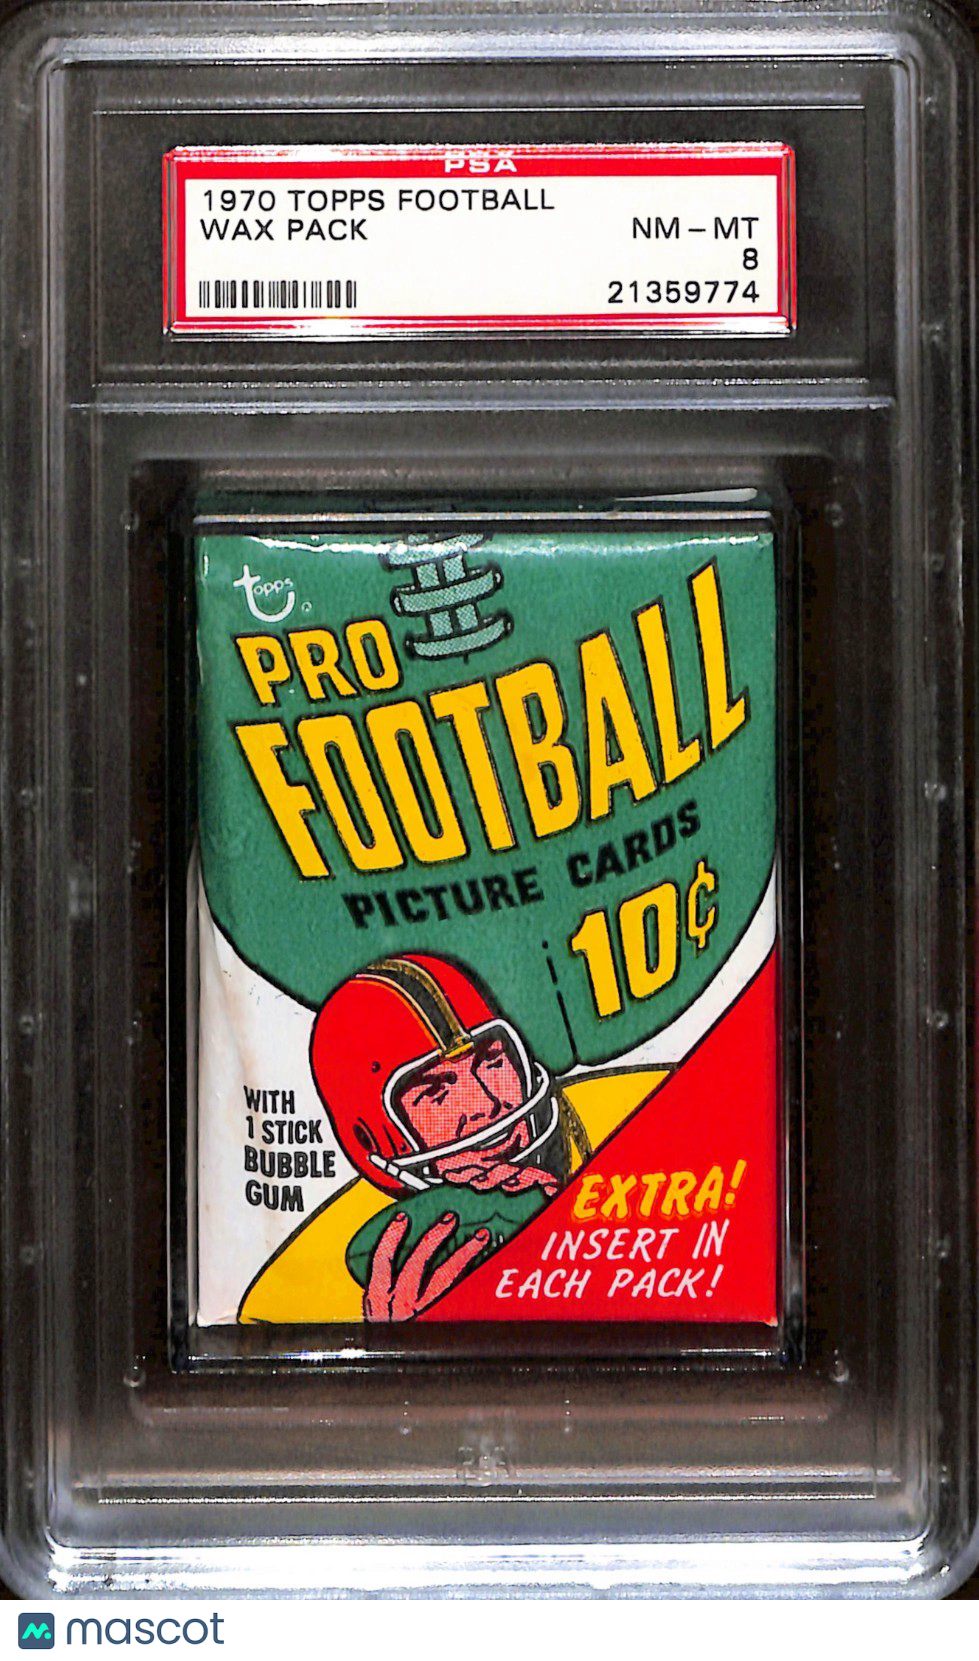 PSA
1970 TOPPS FOOTBALL
WAX PACK
NM - MT
8
21359774
topps
PRO
FOOTBALL
PICTURE CARDS
10¢
WITH
1 STICK
BUBBLE
GUM
EXTRA!
INSERT IN
EACH PACK!
PSA
mascot